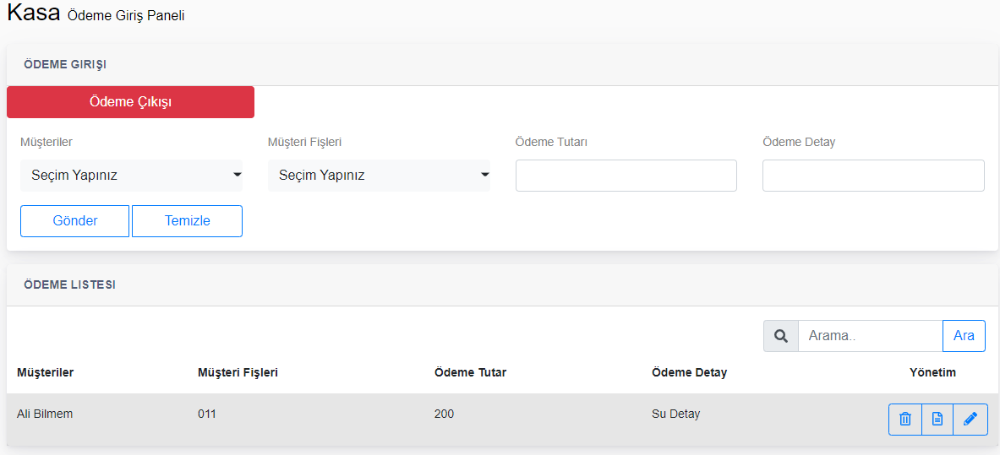 Kasa Ödeme Giriş Paneli
ÖDEME GIRIŞI
Ödeme Çıkışı
Müşteriler Müşteri Fişleri Ödeme Tutarı Ödeme Detay
Seçim Yapınız Seçim Yapınız
Gönder Temizle
ÖDEME LISTESI
Arama.. Ara
Müşteriler Müşteri Fişleri Ödeme Tutar Ödeme Detay Yönetim
Ali Bilmem 011 200 Su Detay